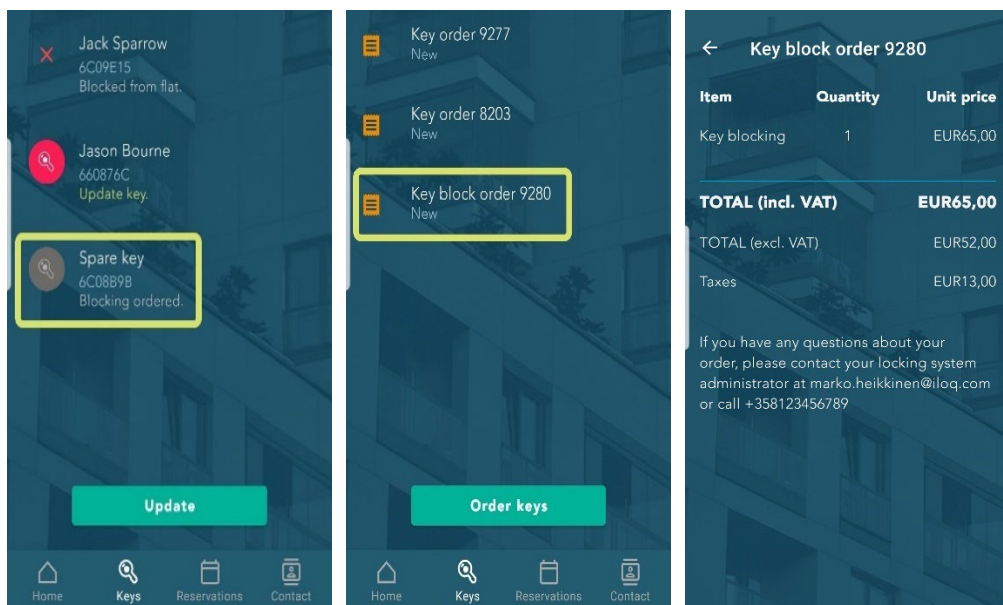 Jack Sparrow
6C09E15
Blocked from flat.
Jason Bourne
660876C
Update key.
Spare key
6C08B9B
Blocking ordered.
Update
Home Keys Reservations Contact
Key order 9277
New
Key order 8203
New
Key block order 9280
New
Order keys
Home Keys Reservations Contact
Key block order 9280
Item Quantity Unit price
Key blocking 1 EUR65,00
TOTAL (incl. VAT) EUR65,00
TOTAL (excl. VAT) EUR52,00
Taxes EUR13,00
If you have any questions about your
order, please contact your locking system
administrator at marko.heikkinen@iloq.com
or call +358123456789